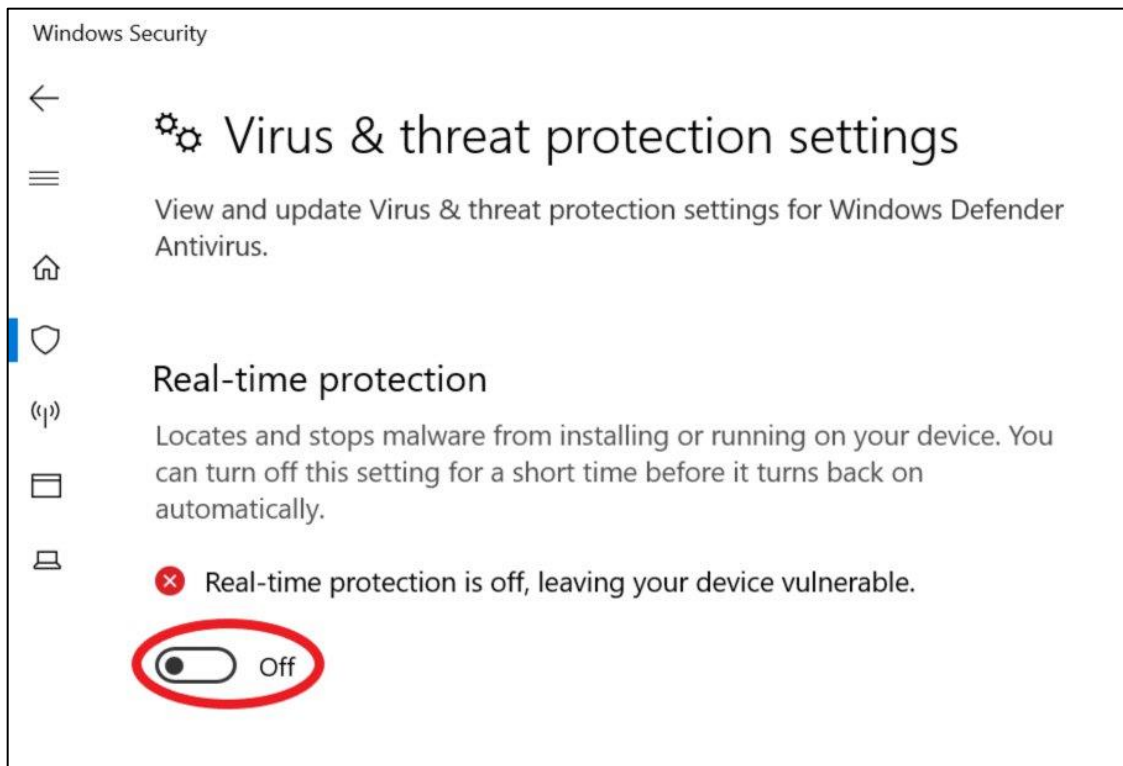 Windows Security
Virus & threat protection settings
View and update Virus & threat protection settings for Windows Defender
Antivirus.
Real-time protection
Locates and stops malware from installing or running on your device. You
can turn off this setting for a short time before it turns back on
automatically.
Real-time protection is off, leaving your device vulnerable.
Off